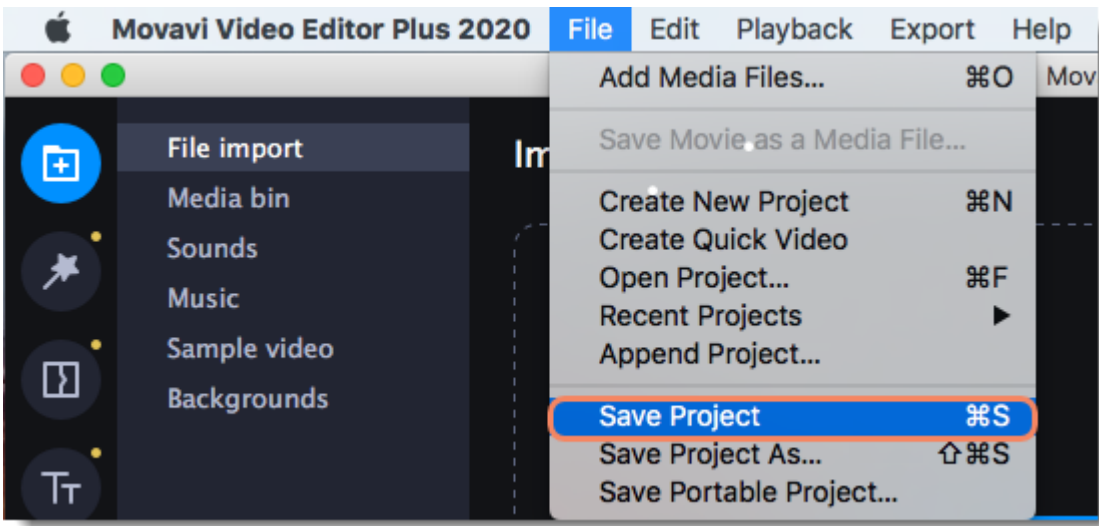 Movavi Video Editor Plus 2020 File Edit Playback Export Help
Mov
File import
Media bin
Sounds
Music
Sample video
Backgrounds
Im
Add Media Files... ⌘O
Save Movie as a Media File...
Create New Project ⌘N
Create Quick Video
Open Project... ⌘F
Recent Projects ▶
Append Project...
Save Project ⌘S
Save Project As... ⇧⌘S
Save Portable Project...
TT